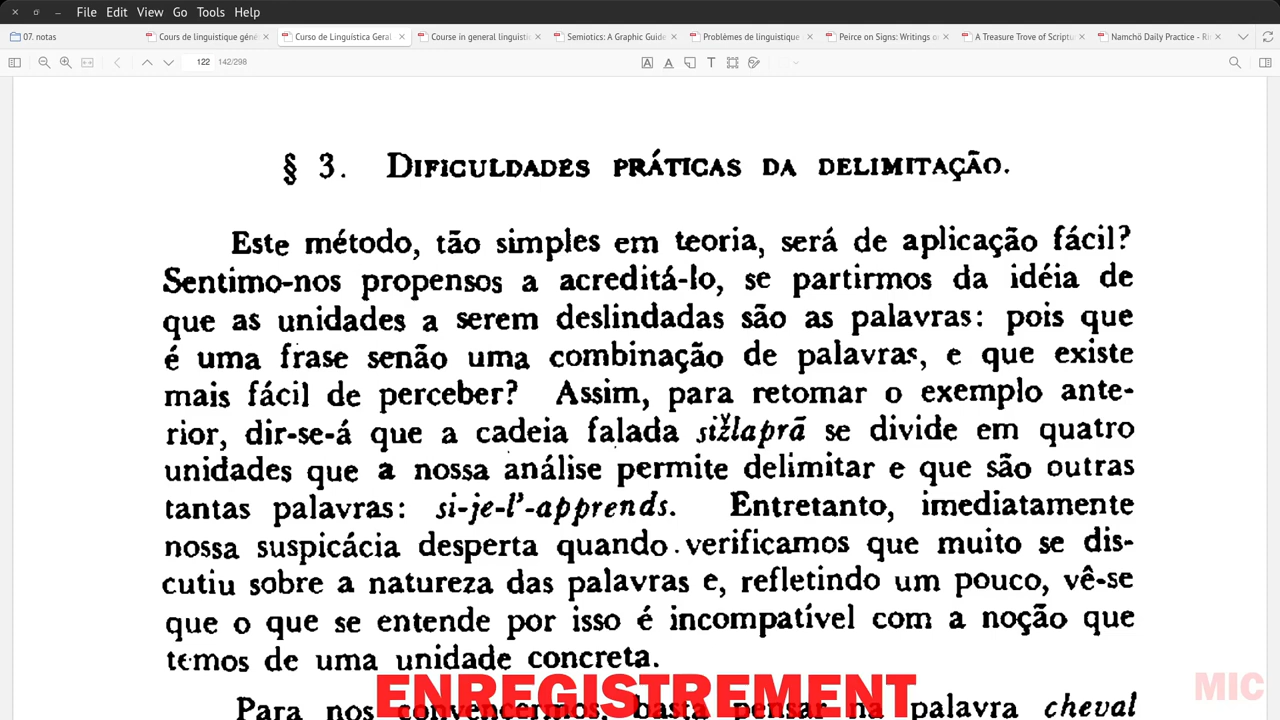 File Edit View Go Tools Help
07. notas
Cours de linguistique géné
Curso de Linguística Geral
Course in general linguisti
Semiotics: A Graphic Guide
Problèmes de linguistique
Peirce on Signs: Writings o
A Treasure Trove of Scriptu
Namchö Daily Practice - Ri
122 142/298
§ 3. DIFICULDADES PRÁTICAS DA DELIMITAÇÃO.
Este método, tão simples em teoria, será de aplicação fácil?
Sentimo-nos propensos a acreditá-lo, se partirmos da idéia de
que as unidades a serem deslindadas são as palavras: pois que
é uma frase senão uma combinação de palavras, e que existe
mais fácil de perceber? Assim, para retomar o exemplo ante-
rior, dir-se-á que a cadeia falada sižlaprã se divide em quatro
unidades que a nossa análise permite delimitar e que são outras
tantas palavras: si-je-l'-apprends. Entretanto, imediatamente
nossa suspicácia desperta quando verificamos que muito se dis-
cutiu sobre a natureza das palavras e, refletindo um pouco, vê-se
que o que se entende por isso é incompatível com a noção que
temos de uma unidade concreta.
Para nos convencermos, basta pensar na palavra cheval
ENREGISTREMENT
MIC